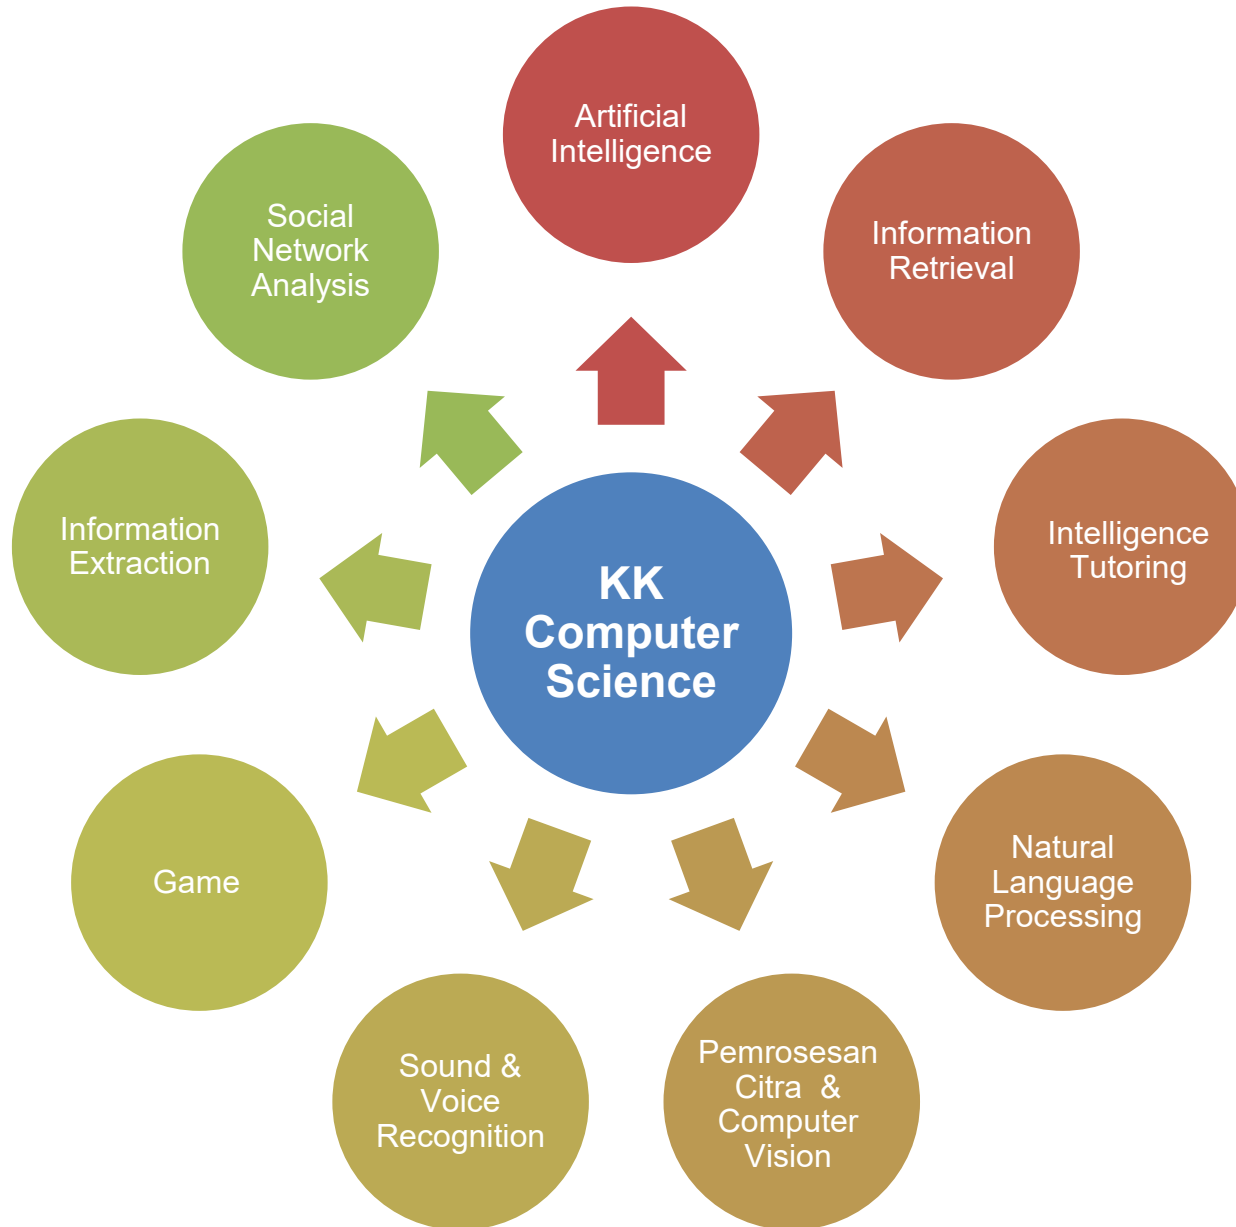 Artificial
Intelligence
Information
Retrieval
Intelligence
Tutoring
Natural
Language
Processing
Pemrosesan
Citra  &
Computer
Vision
Sound &
Voice
Recognition
Game
Information
Extraction
Social
Network
Analysis
KK
Computer
Science